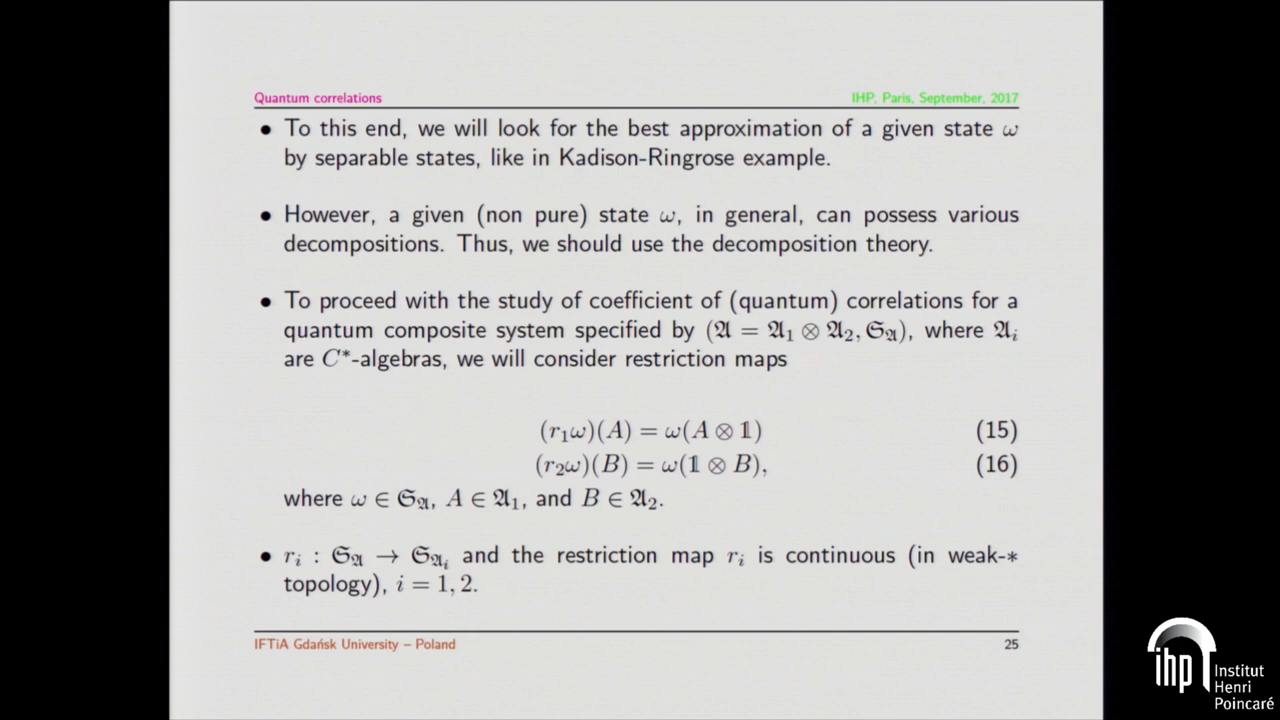 Quantum correlations IHP, Paris, September, 2017
• To this end, we will look for the best approximation of a given state ω
by separable states, like in Kadison-Ringrose example.
• However, a given (non pure) state ω, in general, can possess various
decompositions. Thus, we should use the decomposition theory.
• To proceed with the study of coefficient of (quantum) correlations for a
quantum composite system specified by (𝔄 = 𝔄₁ ⊗ 𝔄₂, 𝔖_𝔄), where 𝔄ᵢ
are C*-algebras, we will consider restriction maps
(r₁ω)(A) = ω(A ⊗ 𝟙) (15)
(r₂ω)(B) = ω(𝟙 ⊗ B), (16)
where ω ∈ 𝔖_𝔄, A ∈ 𝔄₁, and B ∈ 𝔄₂.
• rᵢ : 𝔖_𝔄 → 𝔖_𝔄ᵢ and the restriction map rᵢ is continuous (in weak-∗
topology), i = 1, 2.
IFTiA Gdańsk University – Poland 25
ihp Institut
Henri
Poincaré